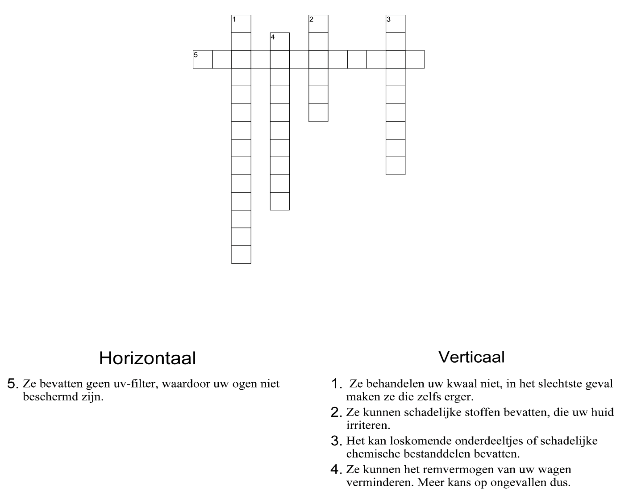 1
2
3
4
5
Horizontaal
5. Ze bevatten geen uv-filter, waardoor uw ogen niet
beschermd zijn.
Verticaal
1. Ze behandelen uw kwaal niet, in het slechtste geval
maken ze die zelfs erger.
2. Ze kunnen schadelijke stoffen bevatten, die uw huid
irriteren.
3. Het kan loskomende onderdeeltjes of schadelijke
chemische bestanddelen bevatten.
4. Ze kunnen het remvermogen van uw wagen
verminderen. Meer kans op ongevallen dus.